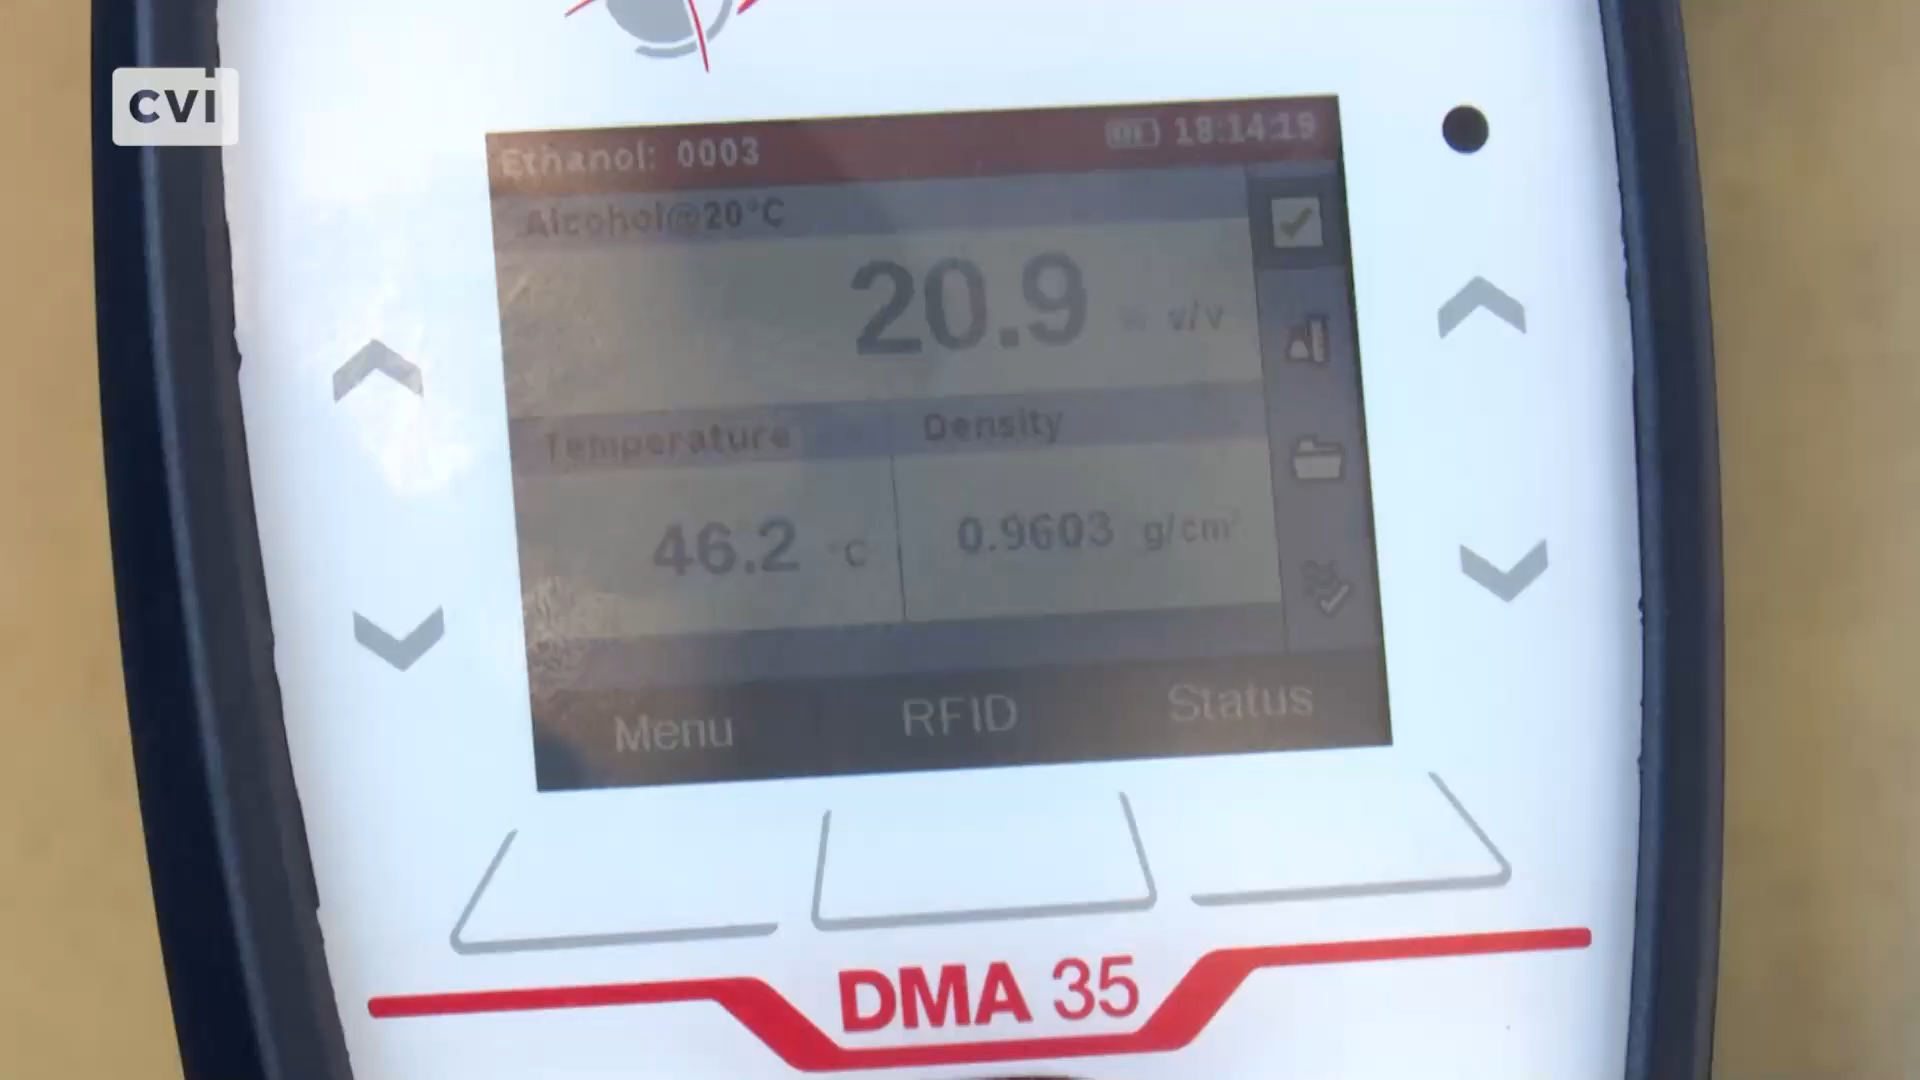 cvi
Ethanol: 0003 18:14:19
Alcohol@20°C
20.9 % v/v
Temperature Density
46.2 °C 0.9603 g/cm³
Menu RFID Status
DMA 35